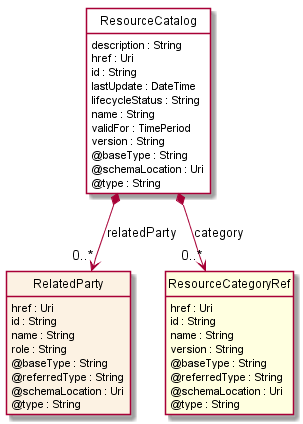 ResourceCatalog
description : String
href : Uri
id : String
lastUpdate : DateTime
lifecycleStatus : String
name : String
validFor : TimePeriod
version : String
@baseType : String
@schemaLocation : Uri
@type : String
relatedParty
category
0..*
0..*
RelatedParty
href : Uri
id : String
name : String
role : String
@baseType : String
@referredType : String
@schemaLocation : Uri
@type : String
ResourceCategoryRef
href : Uri
id : String
name : String
version : String
@baseType : String
@referredType : String
@schemaLocation : Uri
@type : String